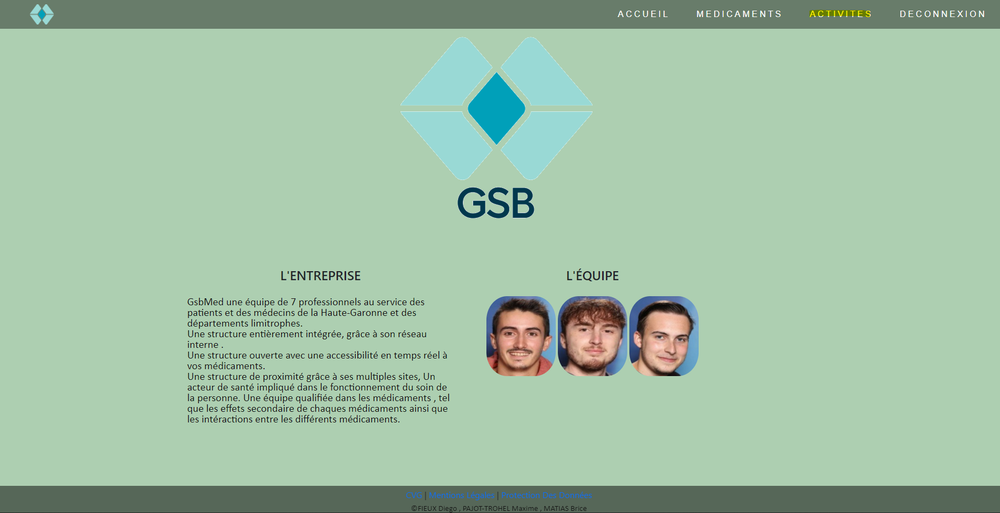 ACCUEIL MEDICAMENTS ACTIVITES DECONNEXION
GSB
L'ENTREPRISE
GsbMed une équipe de 7 professionnels au service des
patients et des médecins de la Haute-Garonne et des
départements limitrophes.
Une structure entièrement intégrée, grâce à son réseau
interne .
Une structure ouverte avec une accessibilité en temps réel à
vos médicaments.
Une structure de proximité grâce à ses multiples sites, Un
acteur de santé impliqué dans le fonctionnement du soin de
la personne. Une équipe qualifiée dans les médicaments , tel
que les effets secondaire de chaques médicaments ainsi que
les intéractions entre les différents médicaments.
L'ÉQUIPE
| Mentions Legales | Protection Des Donnees
©FIEUX Diego , PAJOT-TROHEL Maxime , MATIAS Brice